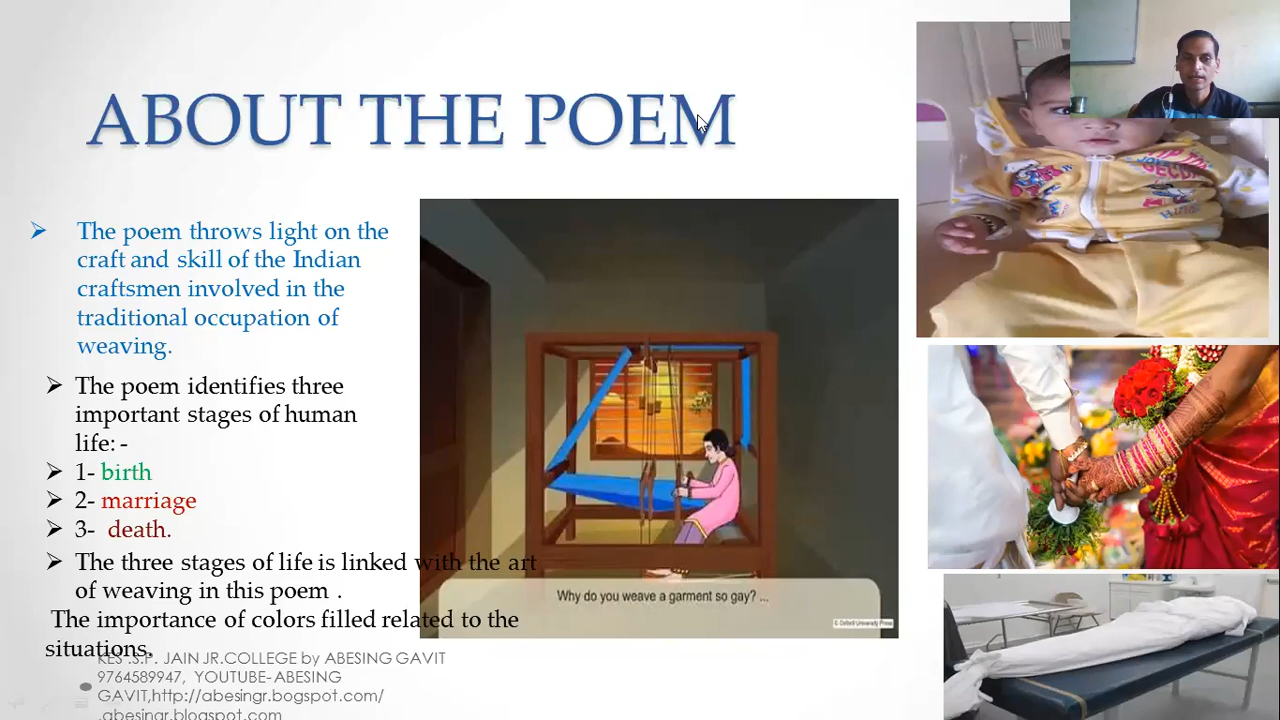 ABOUT THE POEM
➢ The poem throws light on the
craft and skill of the Indian
craftsmen involved in the
traditional occupation of
weaving.
➢ The poem identifies three
important stages of human
life: -
➢ 1- birth
➢ 2- marriage
➢ 3- death.
➢ The three stages of life is linked with the art
of weaving in this poem .
The importance of colors filled related to the
situations.
KES .S.P. JAIN JR.COLLEGE by ABESING GAVIT
9764589947, YOUTUBE- ABESING
GAVIT,http://abesingr.bogspot.com/
.abesingr.blogspot.com
Why do you weave a garment so gay? ...
© Oxford University Press